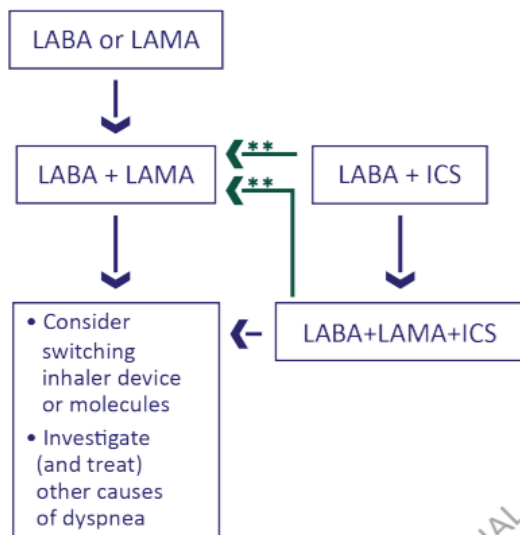 LABA or LAMA
**
LABA + LAMA
LABA + ICS
**
• Consider
switching
inhaler device
or molecules
LABA+LAMA+ICS
• Investigate
(and treat)
other causes
of dyspnea